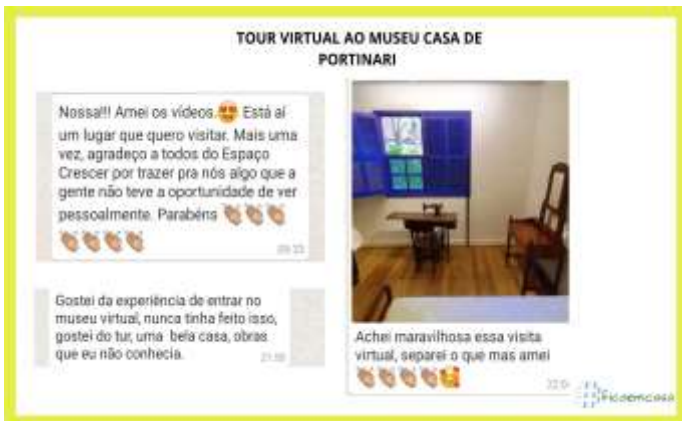 TOUR VIRTUAL AO MUSEU CASA DE
PORTINARI
Nossa!!! Amei os vídeos.😍 Está aí
um lugar que quero visitar. Mais uma
vez, agradeço a todos do Espaço
Crescer por trazer pra nós algo que a
gente não teve a oportunidade de ver
pessoalmente. Parabéns 👏🏼👏🏼👏🏼
👏🏼👏🏼👏🏼👏🏼
Gostei da experiência de entrar no
museu virtual, nunca tinha feito isso,
gostei do tur, uma bela casa, obras
que eu não conhecia.
Achei maravilhosa essa visita
virtual, separei o que mas amei
👏🏼👏🏼👏🏼👏🏼🥰
#ficaemcasa